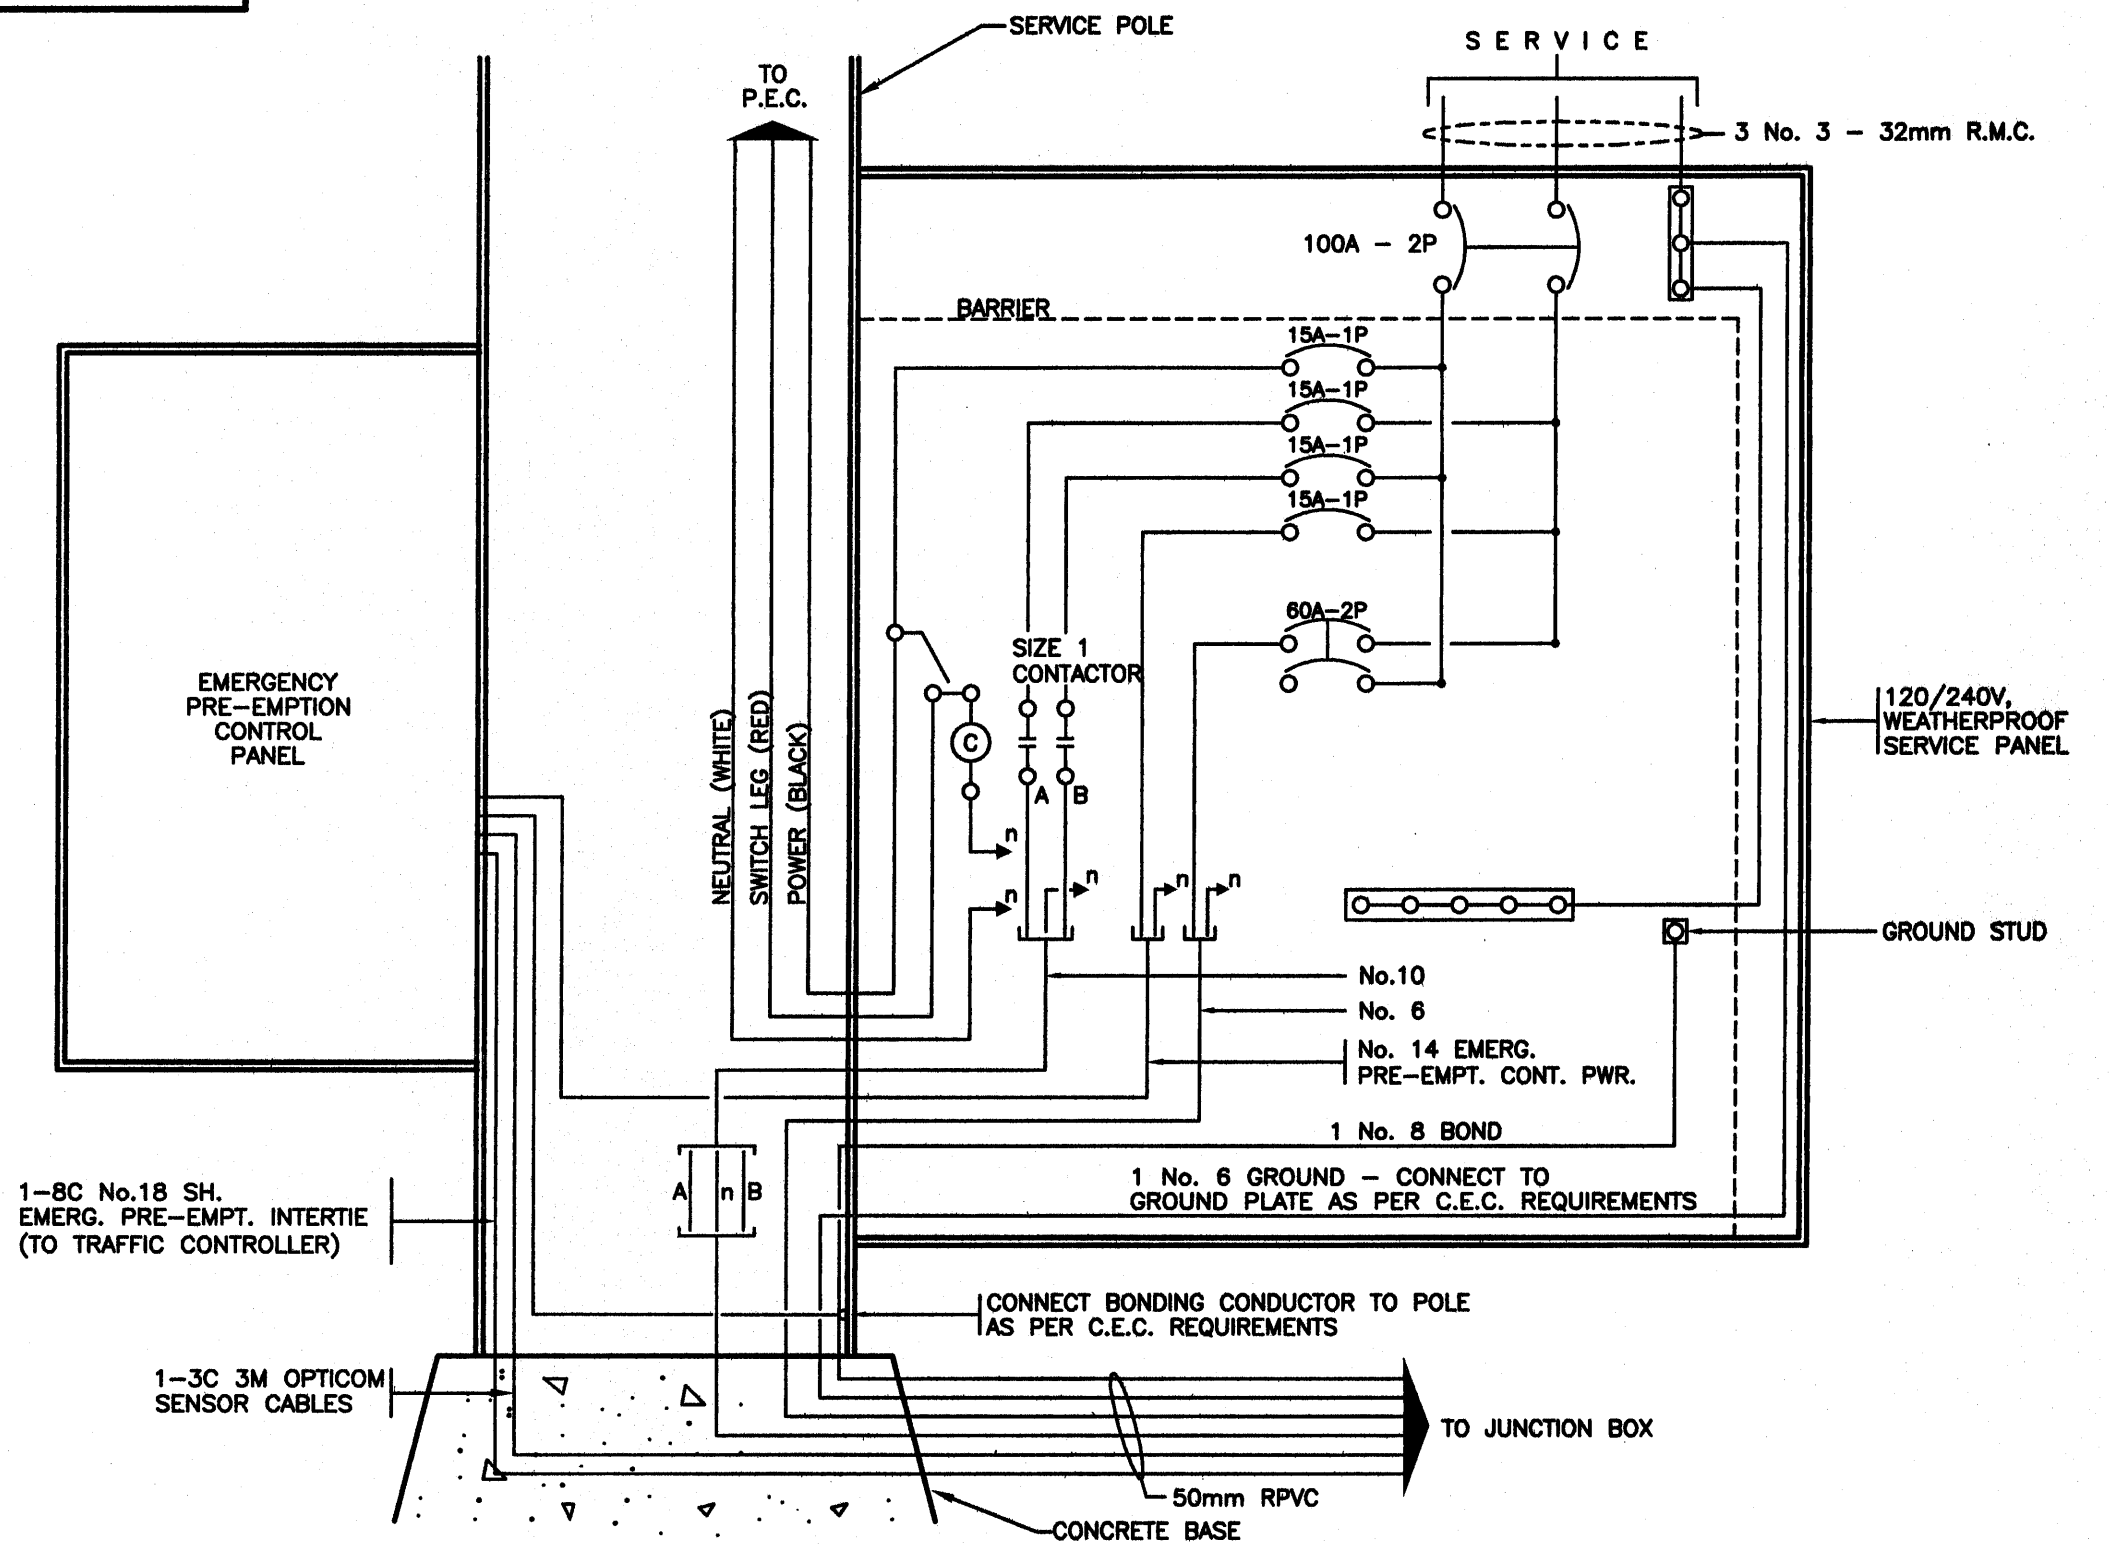 SERVICE POLE
SERVICE
TO
P.E.C.
3 No. 3 - 32mm R.M.C.
100A - 2P
BARRIER
15A-1P
15A-1P
15A-1P
15A-1P
60A-2P
SIZE 1
CONTACTOR
EMERGENCY
PRE-EMPTION
CONTROL
PANEL
NEUTRAL (WHITE)
SWITCH LEG (RED)
POWER (BLACK)
C
A
B
n
n
n
n
n
120/240V,
WEATHERPROOF
SERVICE PANEL
GROUND STUD
No.10
No. 6
No. 14 EMERG.
PRE-EMPT. CONT. PWR.
1 No. 8 BOND
1 No. 6 GROUND - CONNECT TO
GROUND PLATE AS PER C.E.C. REQUIREMENTS
A
n
B
1-8C No.18 SH.
EMERG. PRE-EMPT. INTERTIE
(TO TRAFFIC CONTROLLER)
CONNECT BONDING CONDUCTOR TO POLE
AS PER C.E.C. REQUIREMENTS
1-3C 3M OPTICOM
SENSOR CABLES
TO JUNCTION BOX
50mm RPVC
CONCRETE BASE